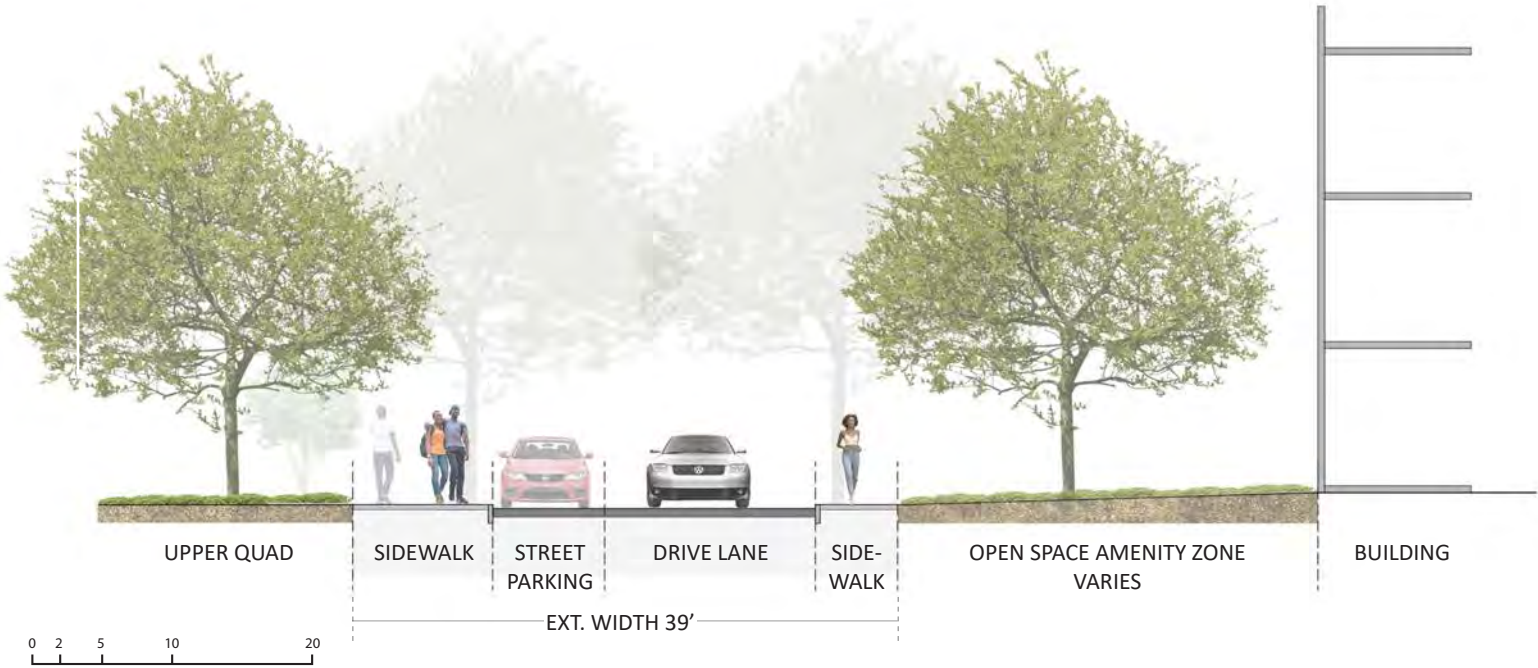 UPPER QUAD
SIDEWALK
STREET
PARKING
DRIVE LANE
SIDE-
WALK
OPEN SPACE AMENITY ZONE
VARIES
BUILDING
EXT. WIDTH 39’
0 2 5 10 20